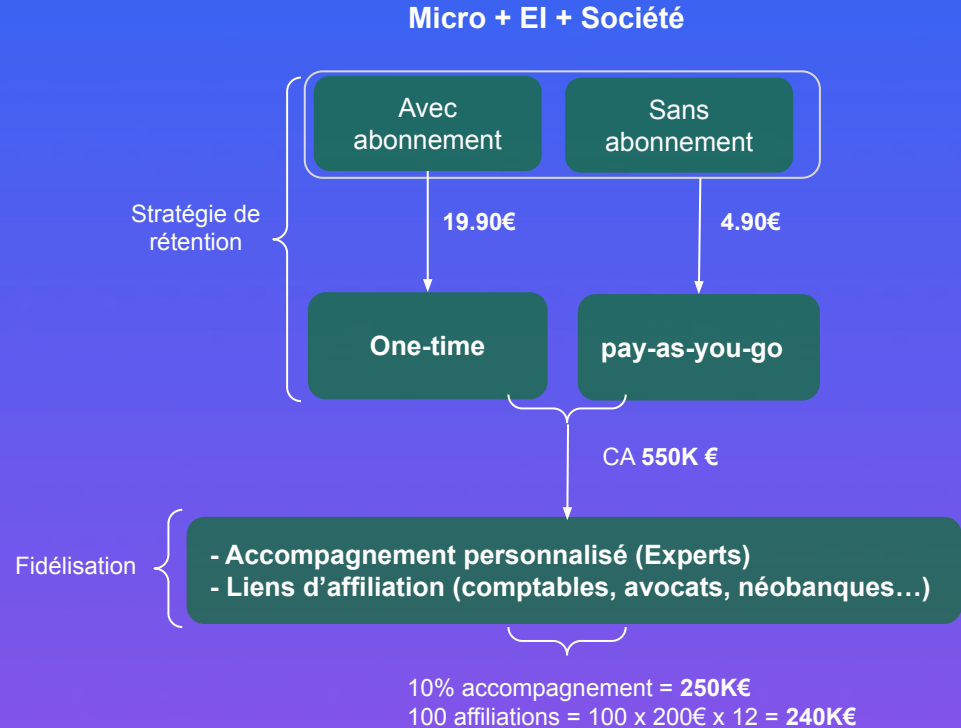 Micro + EI + Société
Avec
abonnement
Sans
abonnement
Stratégie de
rétention
19.90€
4.90€
One-time
pay-as-you-go
CA 550K €
Fidélisation
- Accompagnement personnalisé (Experts)
- Liens d’affiliation (comptables, avocats, néobanques…)
10% accompagnement = 250K€
100 affiliations = 100 x 200€ x 12 = 240K€